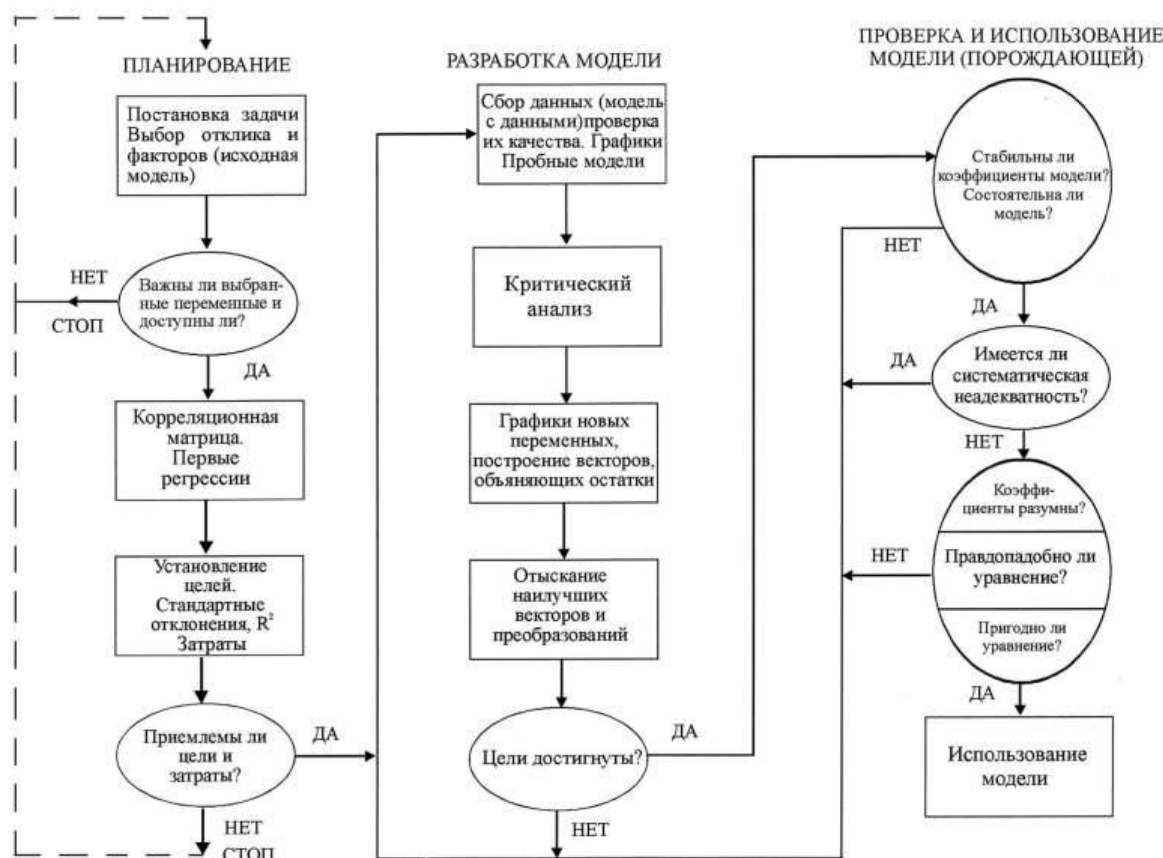 ПЛАНИРОВАНИЕ
Постановка задачи
Выбор отклика и
факторов (исходная
модель)
НЕТ
СТОП
Важны ли выбран-
ные переменные и
доступны ли?
ДА
Корреляционная
матрица.
Первые
регрессии
Установление
целей.
Стандартные
отклонения, R²
Затраты
Приемлемы ли
цели и
затраты?
ДА
НЕТ
СТОП
РАЗРАБОТКА МОДЕЛИ
Сбор данных (модель
с данными)проверка
их качества. Графики
Пробные модели
Критический
анализ
Графики новых
переменных,
построение векторов,
объяняющих остатки
Отыскание
наилучших
векторов и
преобразований
Цели достигнуты?
ДА
НЕТ
ПРОВЕРКА И ИСПОЛЬЗОВАНИЕ
МОДЕЛИ (ПОРОЖДАЮЩЕЙ)
Стабильны ли
коэффициенты модели?
Состоятельна ли
модель?
НЕТ
ДА
Имеется ли
систематическая
неадекватность?
ДА
НЕТ
Коэффи-
циенты разумны?
Правдопадобно ли
уравнение?
Пригодно ли
уравнение?
НЕТ
ДА
Использование
модели